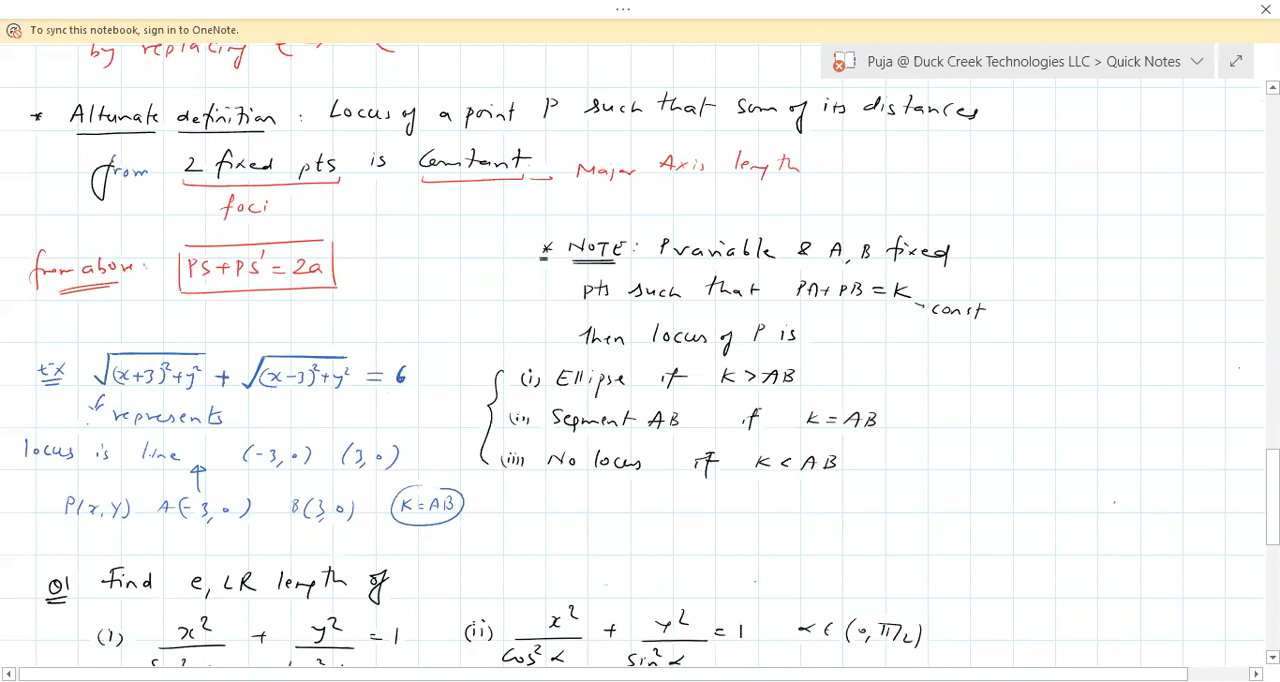 To sync this notebook, sign in to OneNote.
by replacing
Puja @ Duck Creek Technologies LLC > Quick Notes
* Alternate definition : Locus of a point P such that sum of its distances
from 2 fixed pts is Constant → Major Axis length
foci
from above: PS+PS' = 2a
* NOTE: P variable & A, B fixed
pts such that PA+PB = K → const
then locus of P is
(i) Ellipse if K > AB
(ii) Segment AB if K = AB
(iii) No locus if K < AB
EX √(x+3)²+y² + √(x-3)²+y² = 6
represents
locus is line (-3, 0) (3, 0)
P(x, y) A(-3, 0) B(3, 0) K=AB
Q1 Find e, LR length of
(i) x² + y² = 1
(ii) x²/cos²α + y²/sin²α = 1 α ∈ (0, π/2)